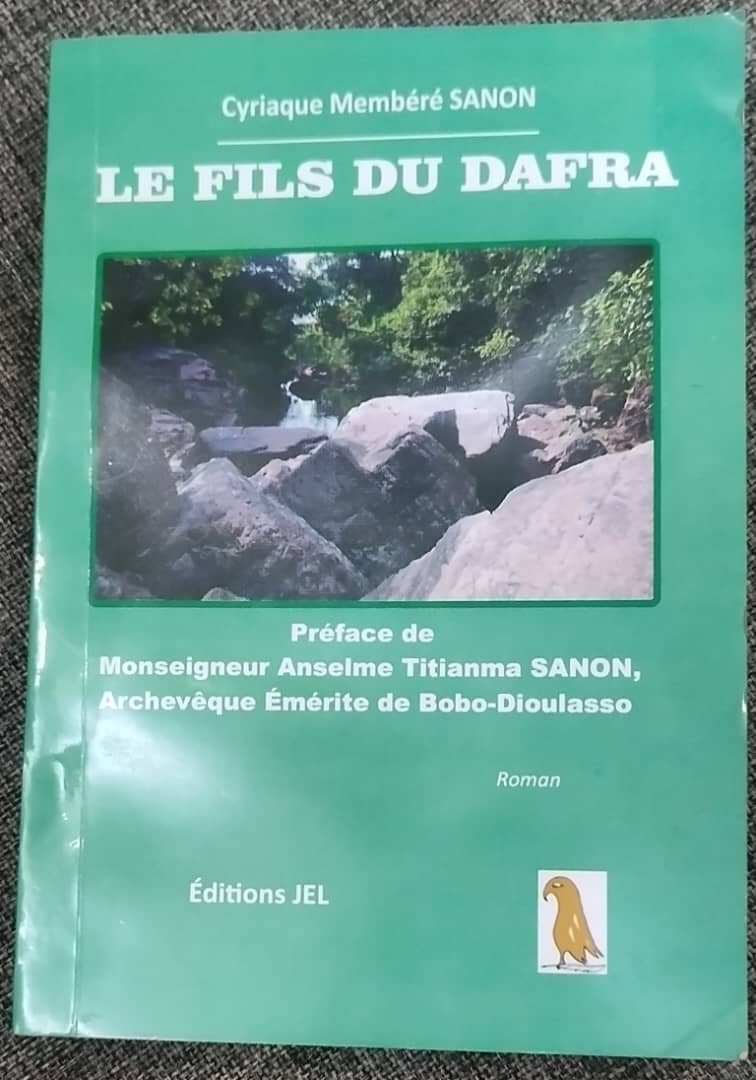 Cyriaque Membéré SANON
LE FILS DU DAFRA
Préface de
Monseigneur Anselme Titianma SANON,
Archevêque Émérite de Bobo-Dioulasso
Roman
Éditions JEL